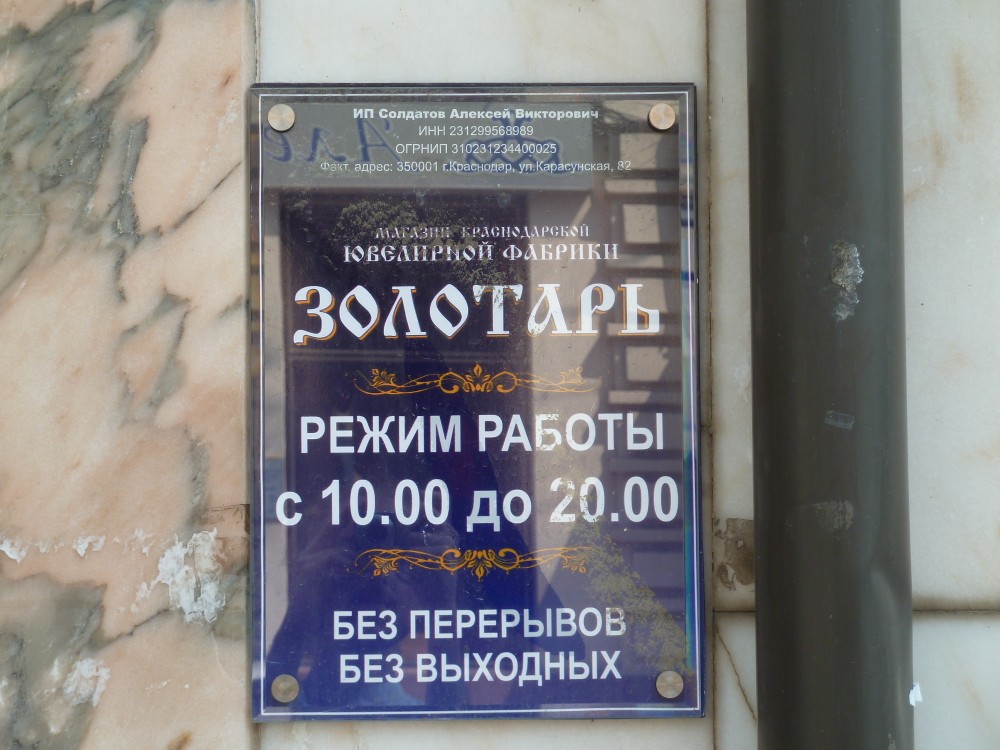 ИП Солдатов Алексей Викторович
ИНН 231299568989
ОГРНИП 310231234400025
Факт. адрес: 350001 г.Краснодар, ул.Карасунская, 82
МАГАЗИН КРАСНОДАРСКОЙ
ЮВЕЛИРНОЙ ФАБРИКИ
ЗОЛОТАРЬ
РЕЖИМ РАБОТЫ
с 10.00 до 20.00
БЕЗ ПЕРЕРЫВОВ
БЕЗ ВЫХОДНЫХ